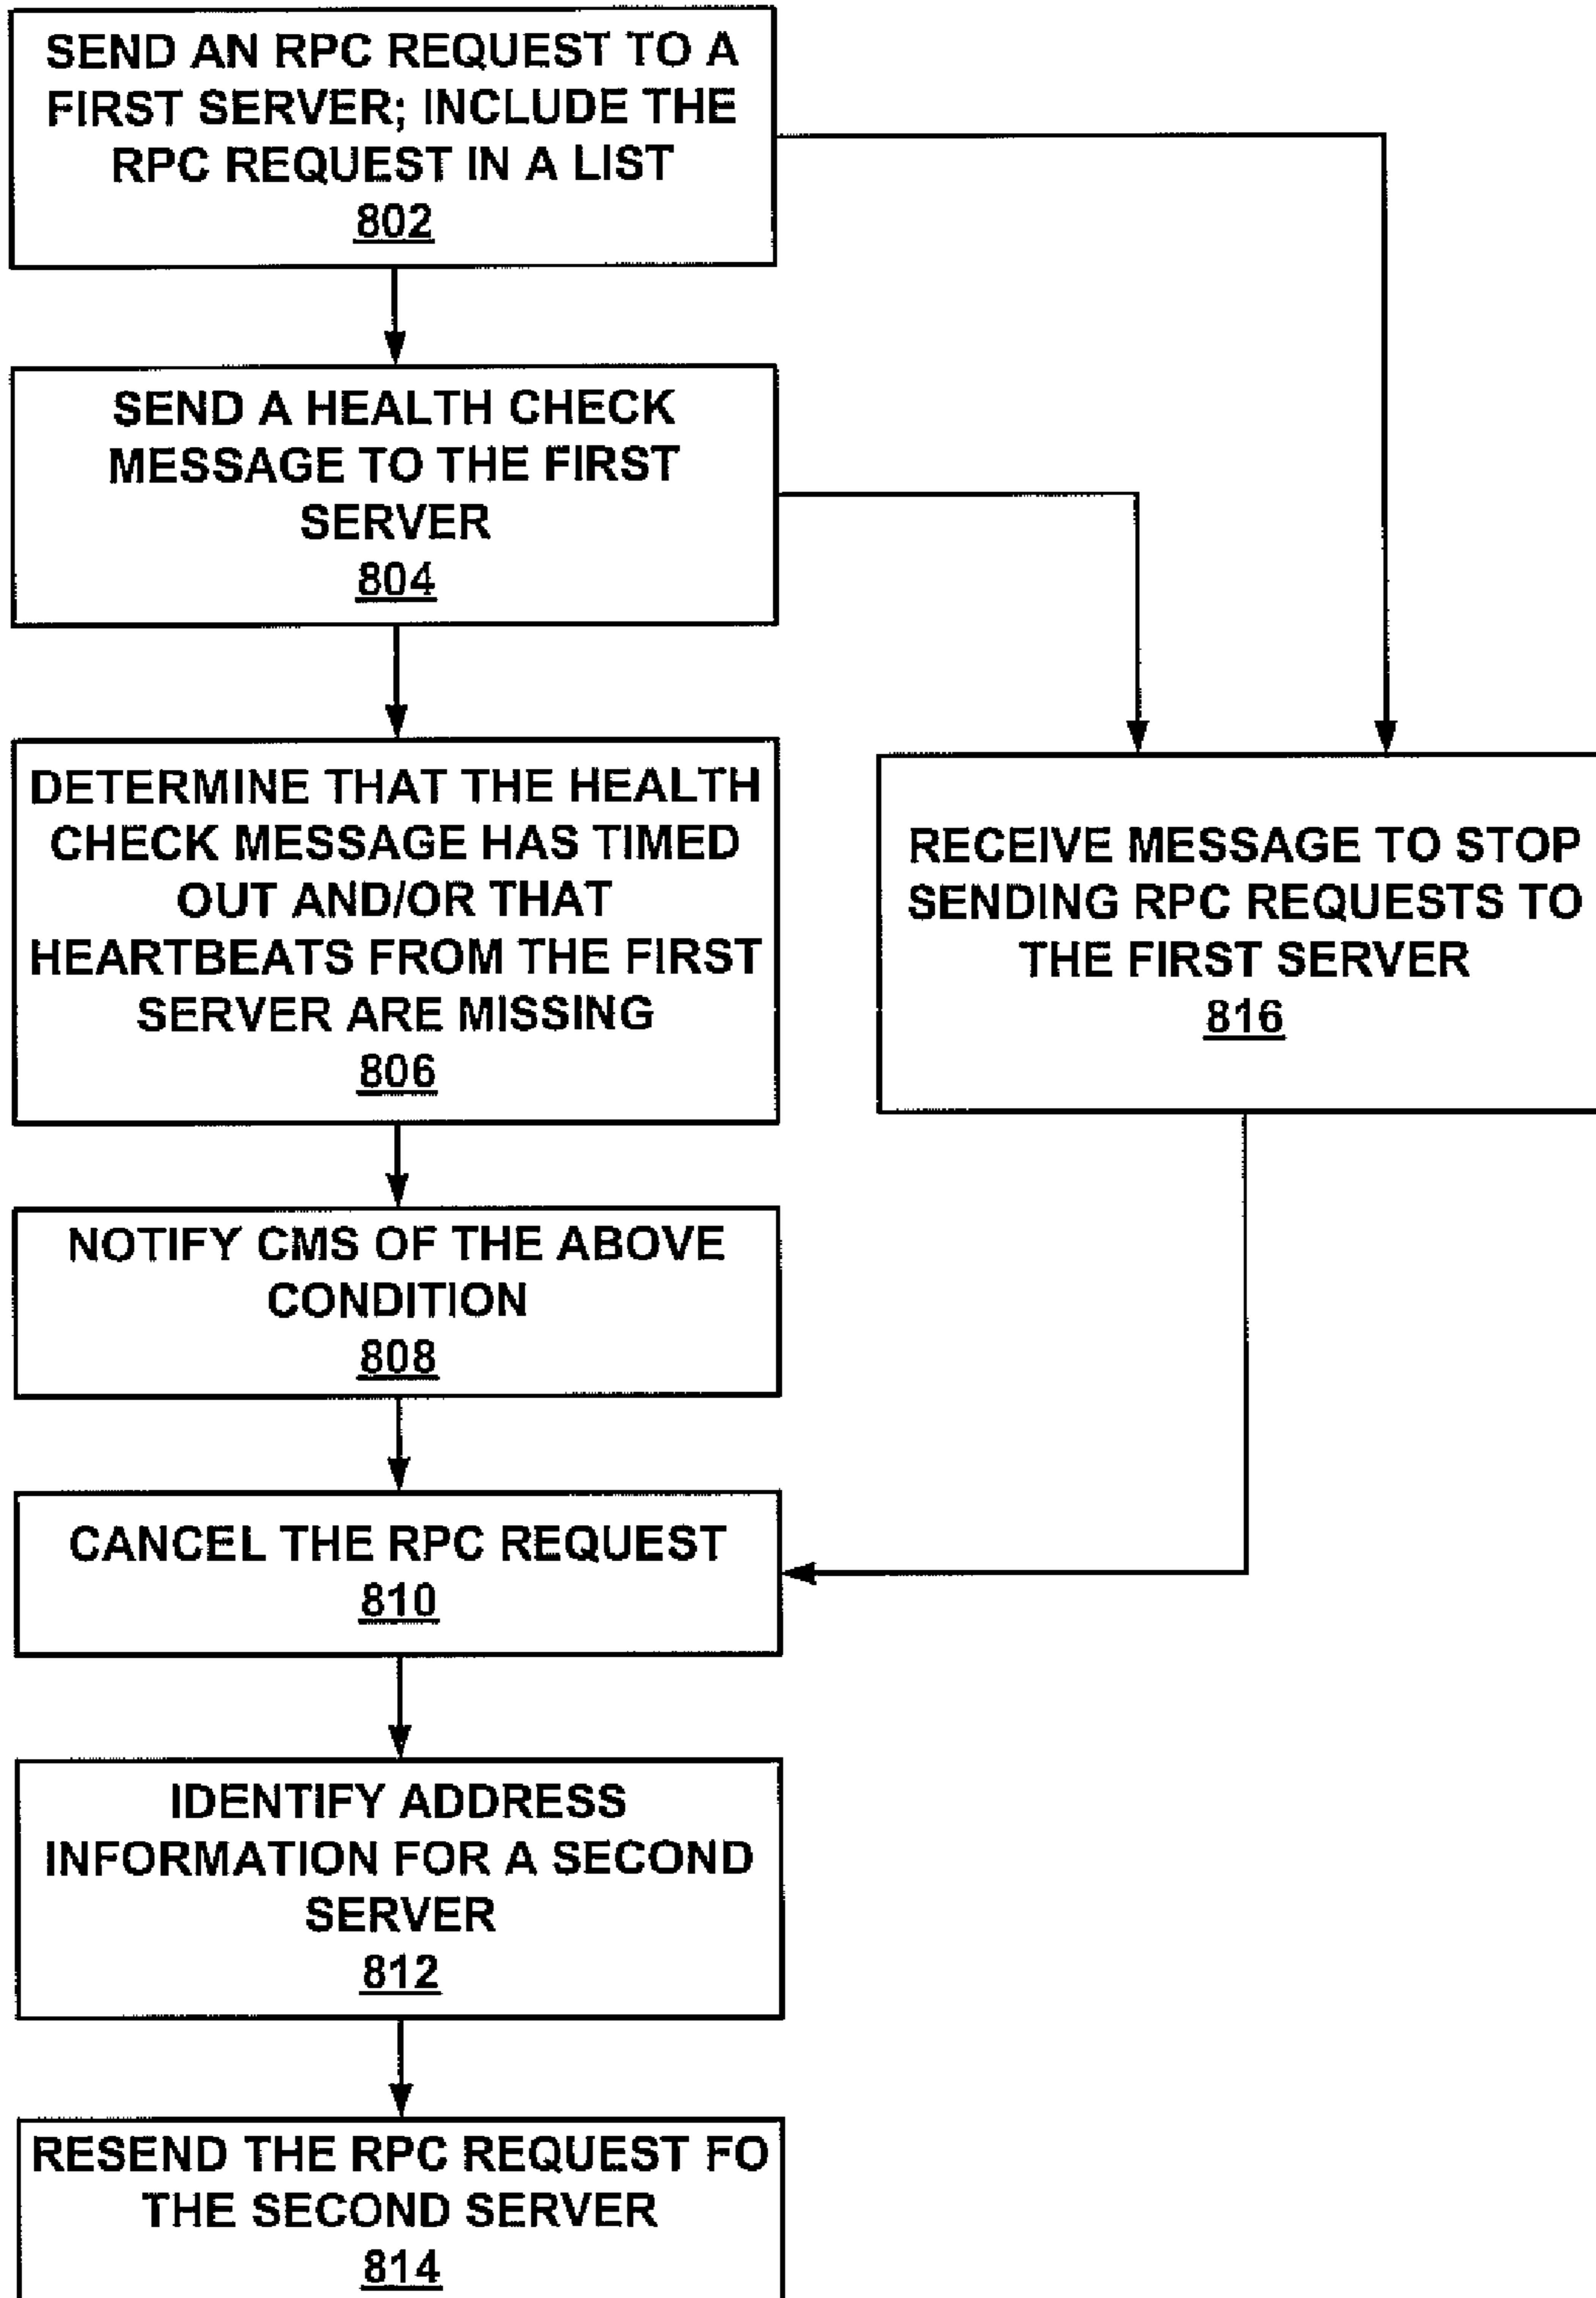 SEND AN RPC REQUEST TO A
FIRST SERVER; INCLUDE THE
RPC REQUEST IN A LIST
802
SEND A HEALTH CHECK
MESSAGE TO THE FIRST
SERVER
804
DETERMINE THAT THE HEALTH
CHECK MESSAGE HAS TIMED
OUT AND/OR THAT
HEARTBEATS FROM THE FIRST
SERVER ARE MISSING
806
RECEIVE MESSAGE TO STOP
SENDING RPC REQUESTS TO
THE FIRST SERVER
816
NOTIFY CMS OF THE ABOVE
CONDITION
808
CANCEL THE RPC REQUEST
810
IDENTIFY ADDRESS
INFORMATION FOR A SECOND
SERVER
812
RESEND THE RPC REQUEST FO
THE SECOND SERVER
814